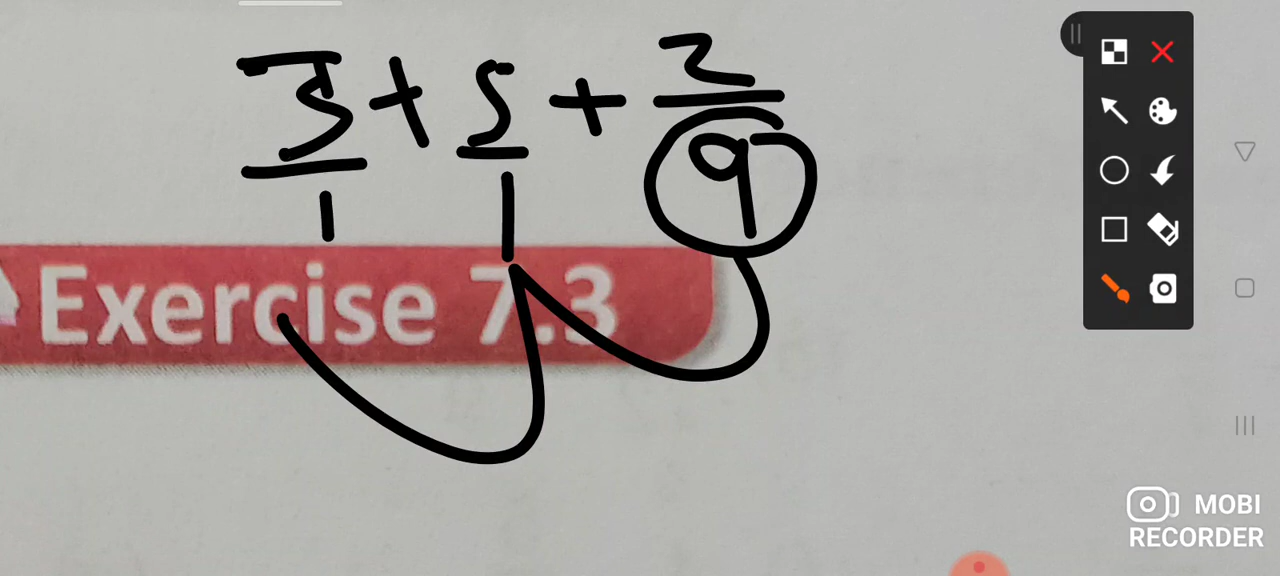 3 + 5 + 2
1 1 9
Exercise 7.3
MOBI
RECORDER